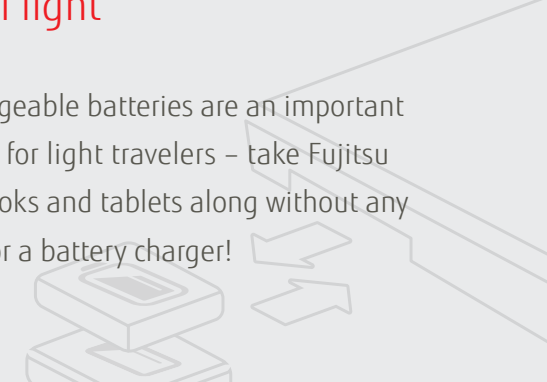 light
geable batteries are an important
for light travelers – take Fujitsu
oks and tablets along without any
r a battery charger!